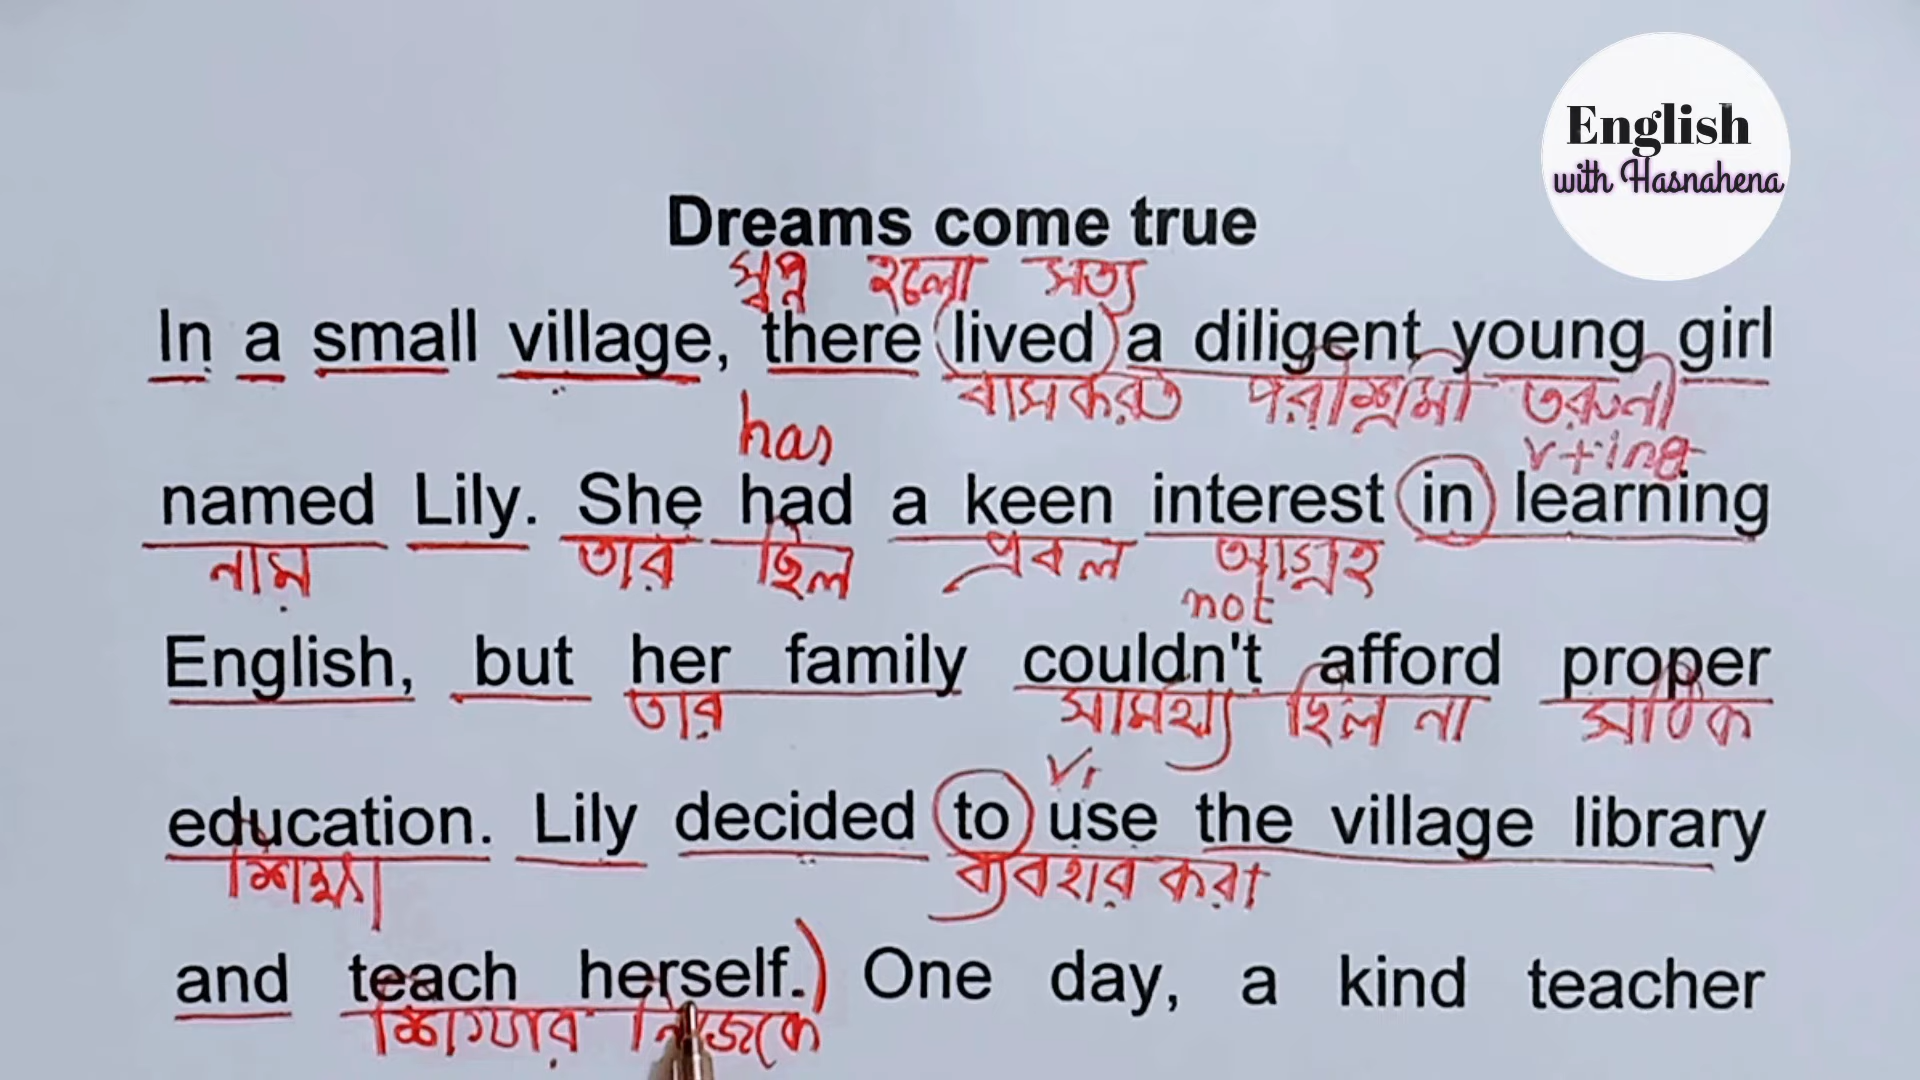 English
with Hasnahena
Dreams come true
স্বপ্ন হলো সত্য
In a small village, there lived a diligent young girl
বাস করত পরিশ্রমী তরুনী
has v+ing
named Lily. She had a keen interest in learning
নাম তার ছিল প্রবল আগ্রহ
not
English, but her family couldn't afford proper
তার সামর্থ্য ছিল না সঠিক
education. Lily decided to use the village library
শিক্ষা ব্যবহার করা
and teach herself.) One day, a kind teacher
নিজেকে